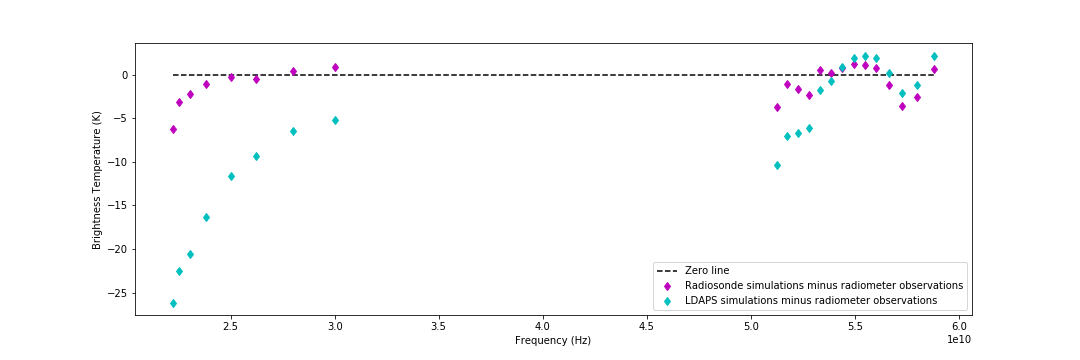 0
−5
−10
−15
−20
−25
Brightness Temperature (K)
2.5 3.0 3.5 4.0 4.5 5.0 5.5 6.0
1e10
Frequency (Hz)
Zero line
Radiosonde simulations minus radiometer observations
LDAPS simulations minus radiometer observations